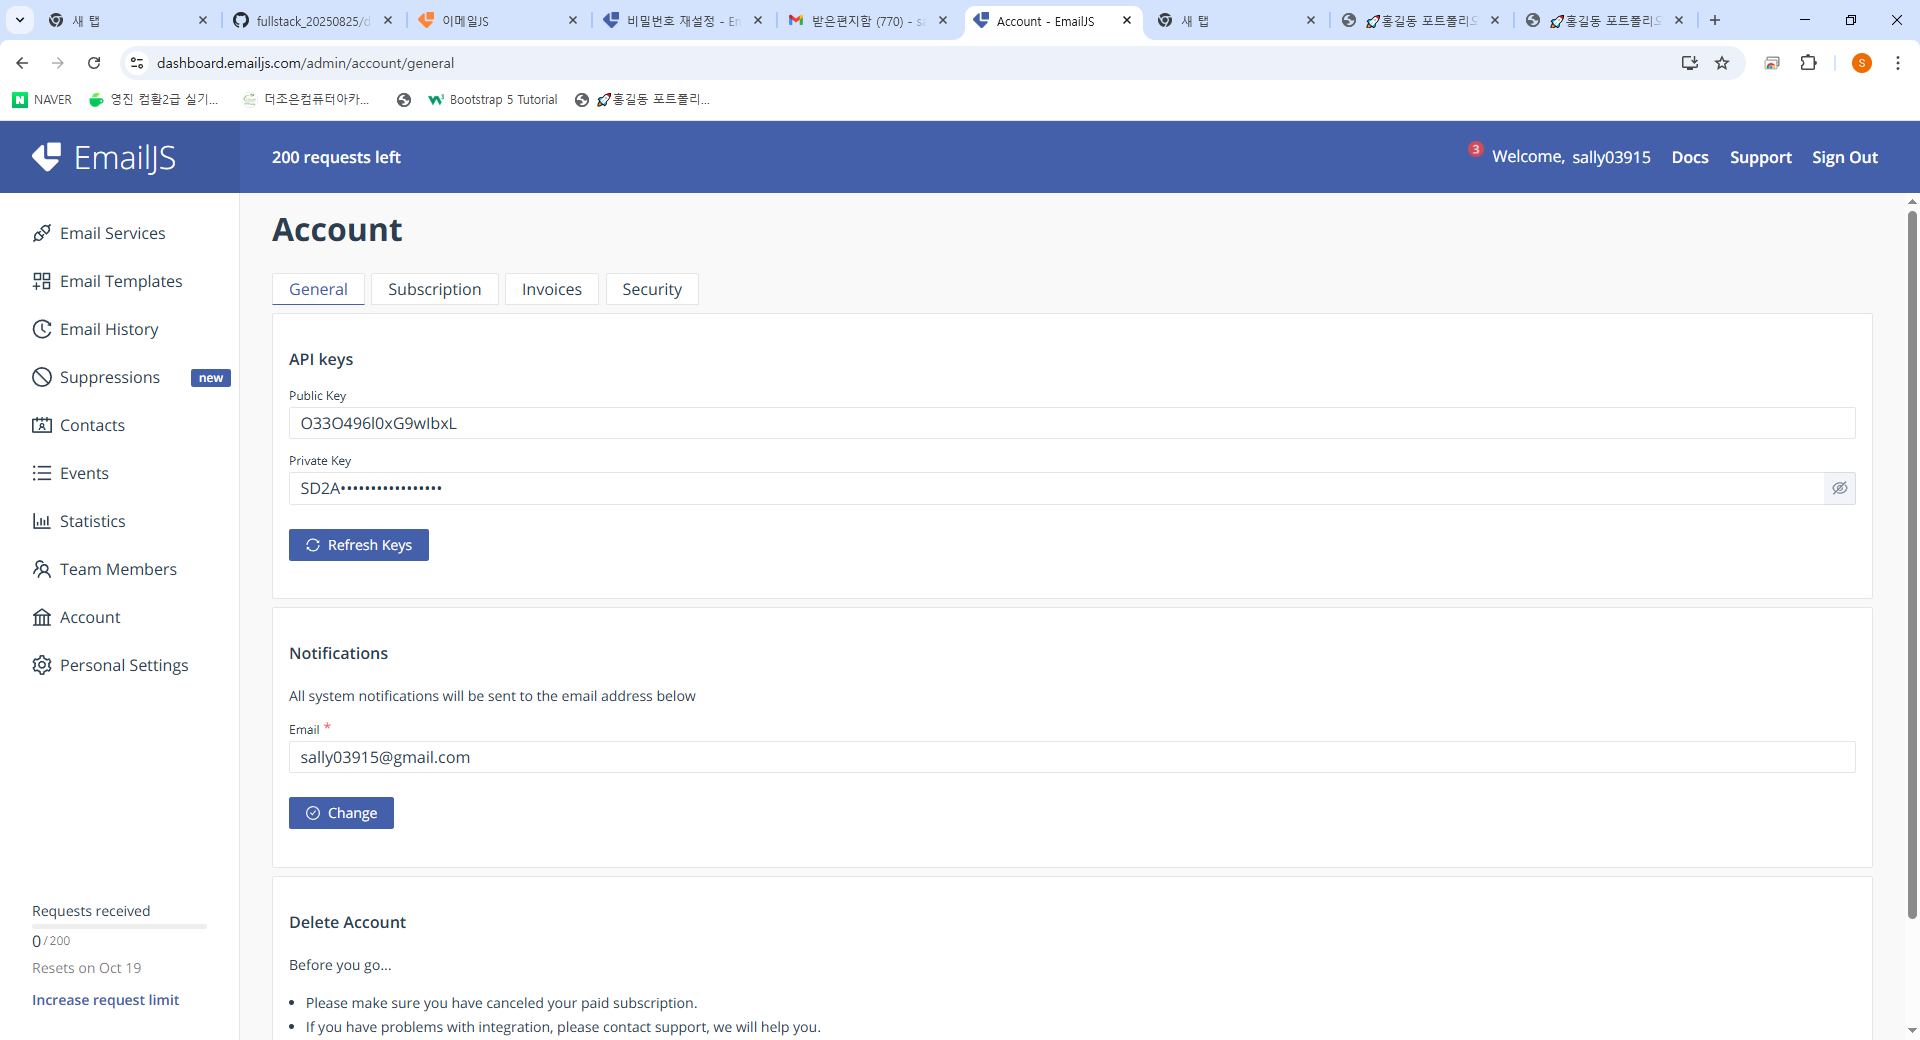 새 탭
fullstack_20250825/d
이메일JS
비밀번호 재설정 - Em
받은편지함 (770) - sa
Account - EmailJS
새 탭
🚀홍길동 포트폴리오
🚀홍길동 포트폴리오
dashboard.emailjs.com/admin/account/general
S
NAVER
영진 컴활2급 실기...
더조은컴퓨터아카...
Bootstrap 5 Tutorial
🚀홍길동 포트폴리...
EmailJS
200 requests left
3
Welcome, sally03915
Docs
Support
Sign Out
Email Services
Email Templates
Email History
Suppressions
new
Contacts
Events
Statistics
Team Members
Account
Personal Settings
Requests received
0/200
Resets on Oct 19
Increase request limit
Account
General
Subscription
Invoices
Security
API keys
Public Key
O33O496l0xG9wIbxL
Private Key
SD2A•••••••••••••••••
Refresh Keys
Notifications
All system notifications will be sent to the email address below
Email *
sally03915@gmail.com
Change
Delete Account
Before you go...
• Please make sure you have canceled your paid subscription.
• If you have problems with integration, please contact support, we will help you.